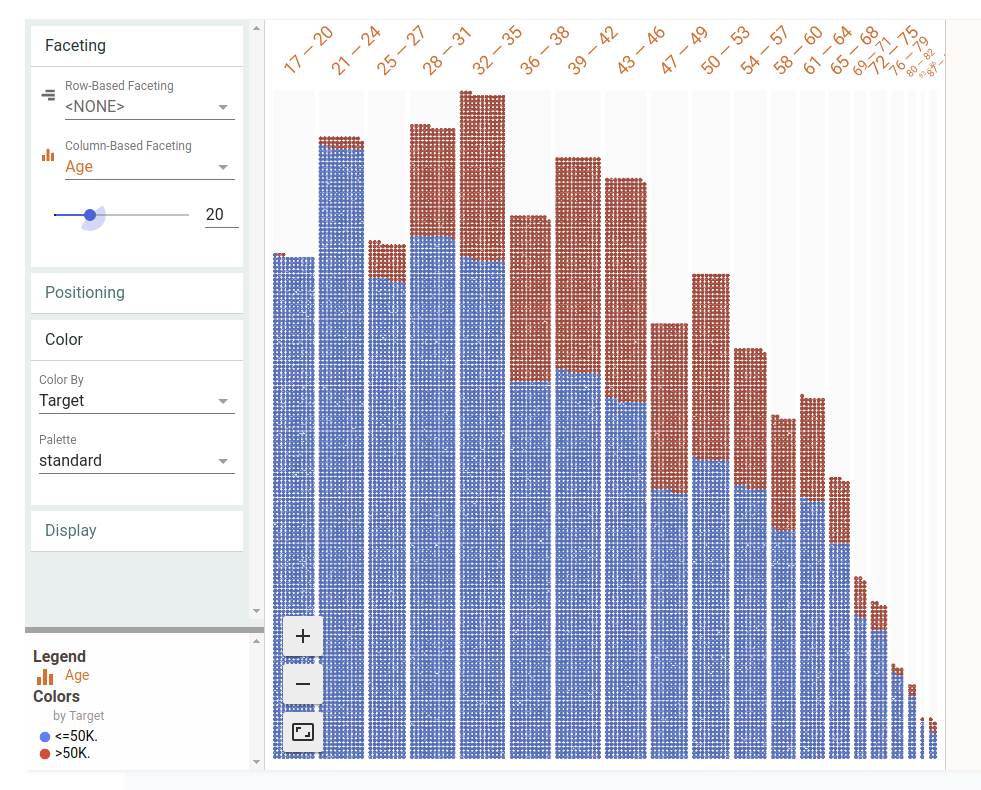 Faceting
Row-Based Faceting
<NONE>
Column-Based Faceting
Age
20
Positioning
Color
Color By
Target
Palette
standard
Display
Legend
Age
Colors
by Target
<=50K.
>50K.
17 – 20
21 – 24
25 – 27
28 – 31
32 – 35
36 – 38
39 – 42
43 – 46
47 – 49
50 – 53
54 – 57
58 – 60
61 – 64
65 – 68
69 – 71
72 – 75
76 – 79
80 – 82